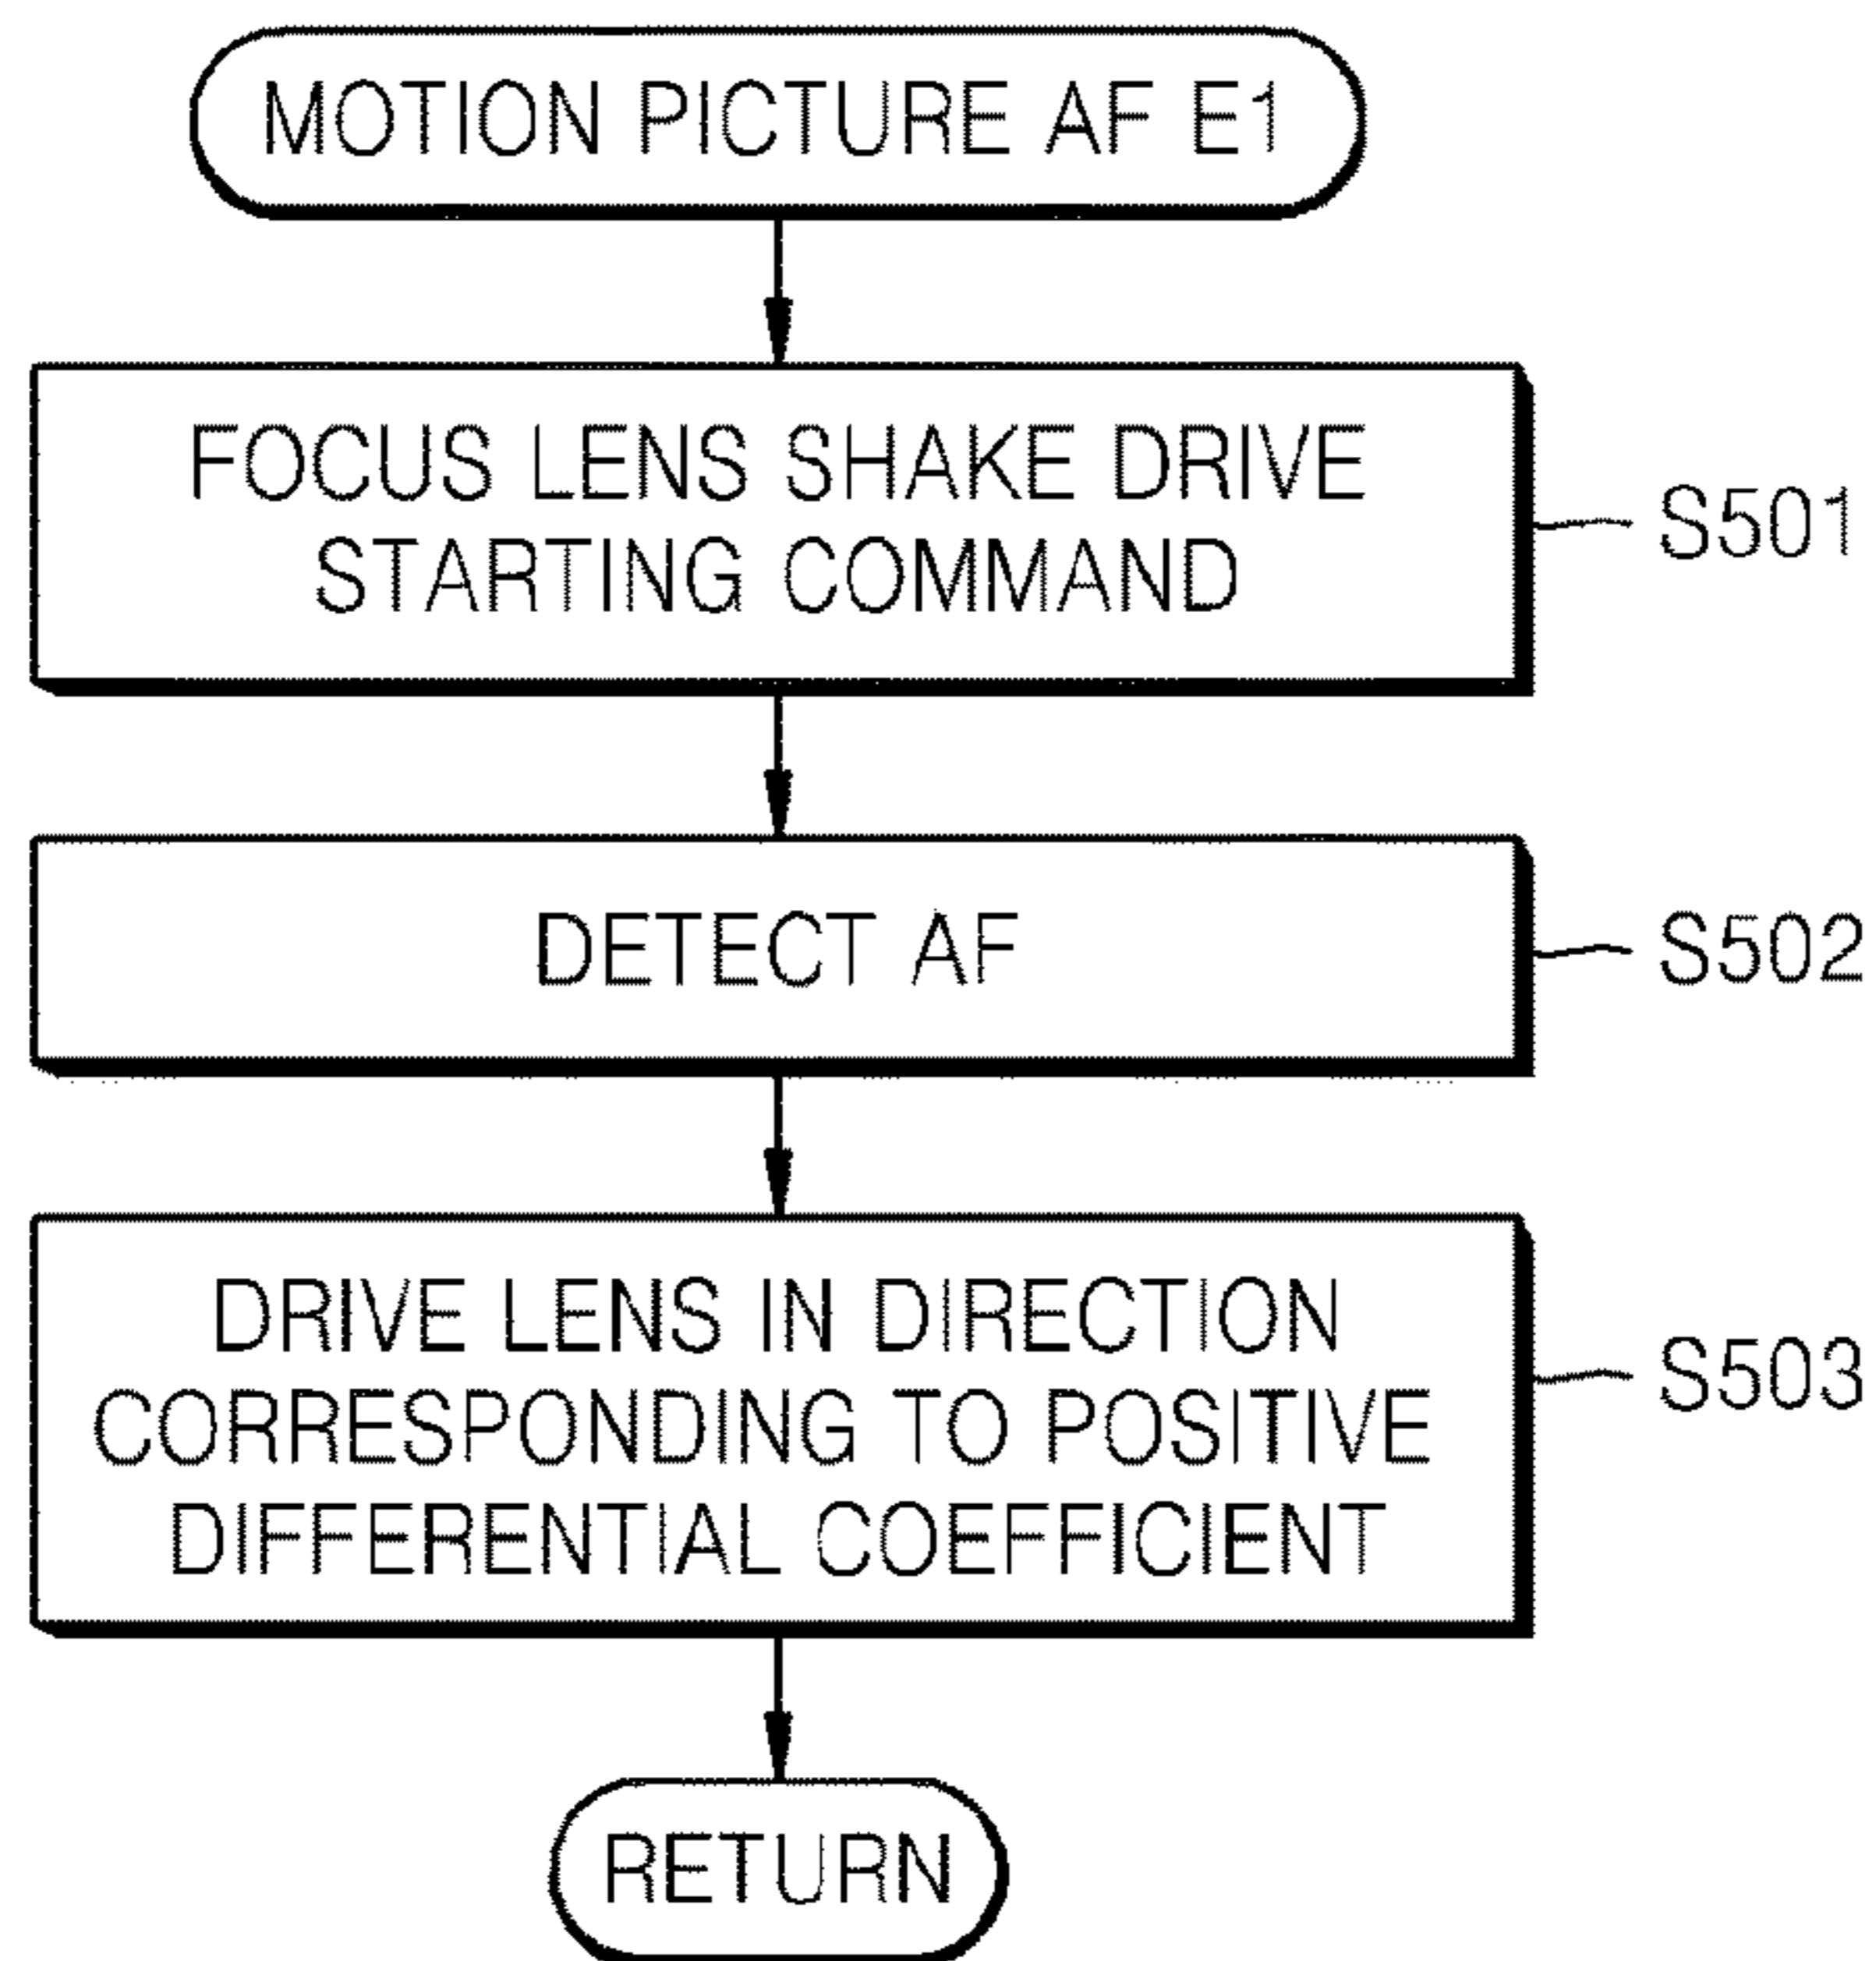 MOTION PICTURE AF E1
FOCUS LENS SHAKE DRIVE
STARTING COMMAND
S501
DETECT AF
S502
DRIVE LENS IN DIRECTION
CORRESPONDING TO POSITIVE
DIFFERENTIAL COEFFICIENT
S503
RETURN